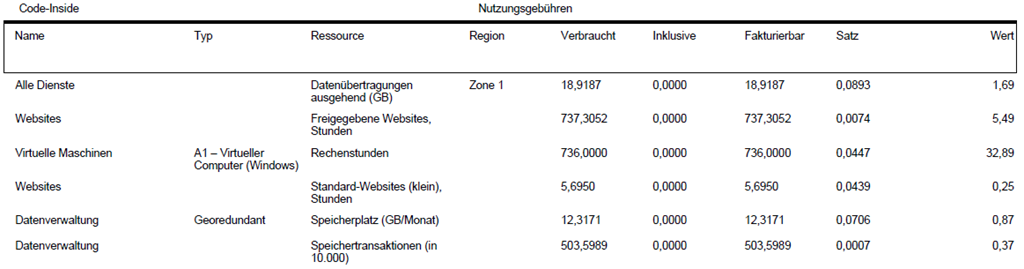 Code-Inside Nutzungsgebühren
Name Typ Ressource Region Verbraucht Inklusive Fakturierbar Satz Wert
Alle Dienste Datenübertragungen Zone 1 18,9187 0,0000 18,9187 0,0893 1,69
ausgehend (GB)
Websites Freigegebene Websites, 737,3052 0,0000 737,3052 0,0074 5,49
Stunden
Virtuelle Maschinen A1 – Virtueller Rechenstunden 736,0000 0,0000 736,0000 0,0447 32,89
Computer (Windows)
Websites Standard-Websites (klein), 5,6950 0,0000 5,6950 0,0439 0,25
Stunden
Datenverwaltung Georedundant Speicherplatz (GB/Monat) 12,3171 0,0000 12,3171 0,0706 0,87
Datenverwaltung Speichertransaktionen (in 503,5989 0,0000 503,5989 0,0007 0,37
10.000)